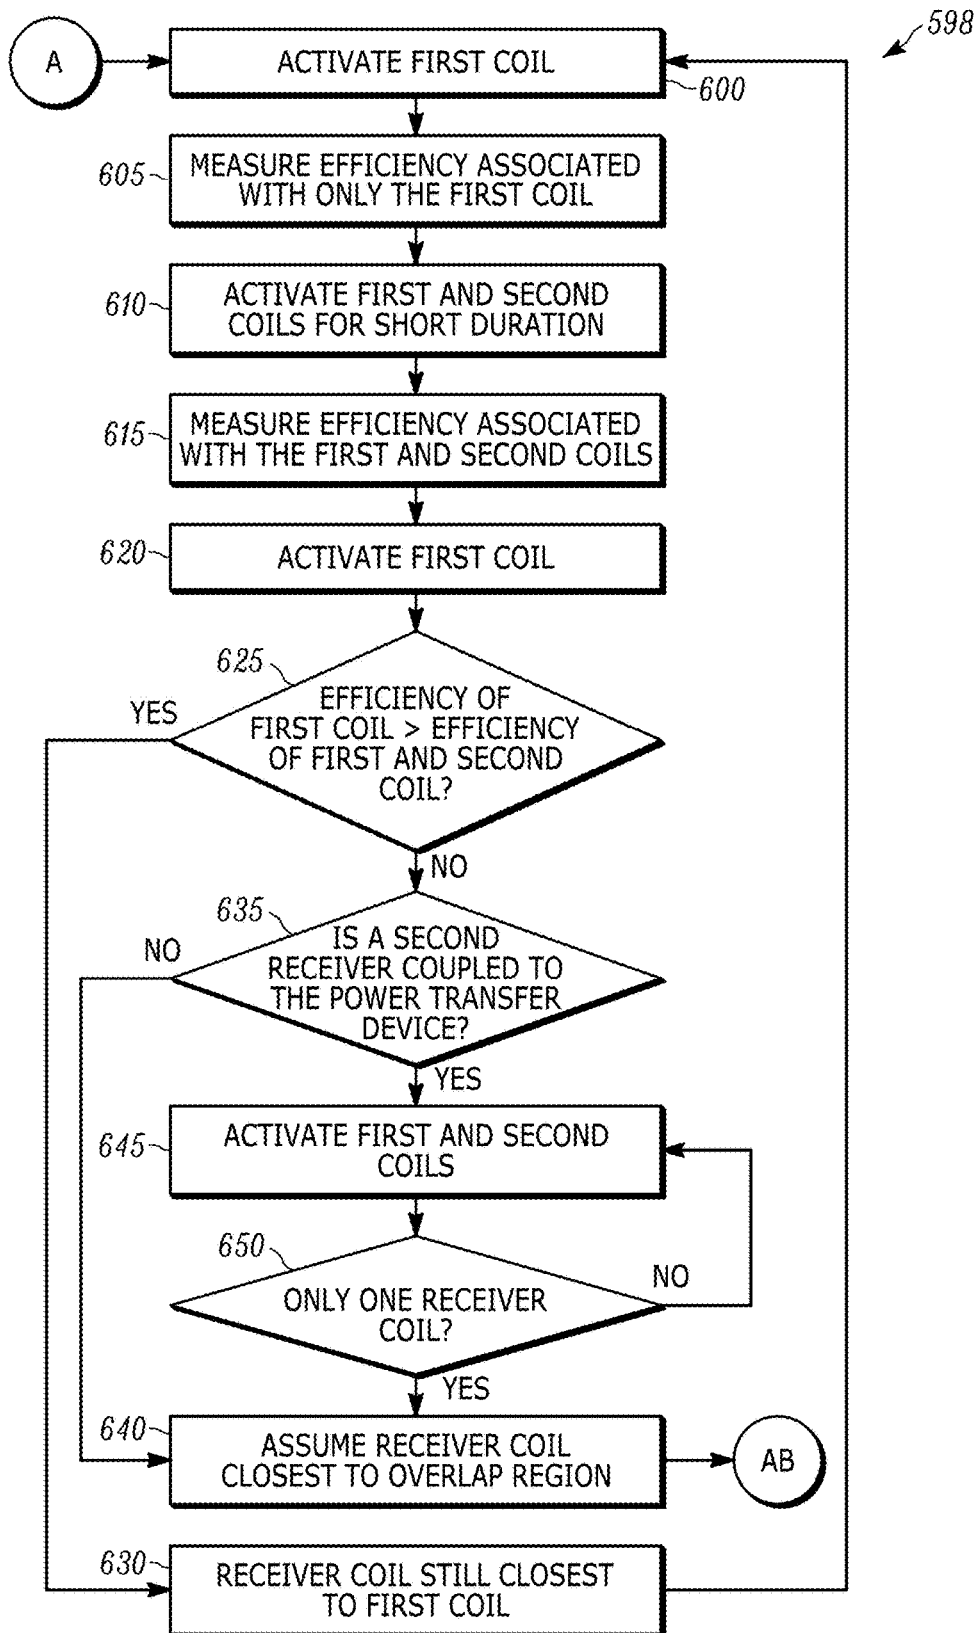 598
A
ACTIVATE FIRST COIL
600
605
MEASURE EFFICIENCY ASSOCIATED
WITH ONLY THE FIRST COIL
610
ACTIVATE FIRST AND SECOND
COILS FOR SHORT DURATION
615
MEASURE EFFICIENCY ASSOCIATED
WITH THE FIRST AND SECOND COILS
620
ACTIVATE FIRST COIL
625
YES
EFFICIENCY OF
FIRST COIL > EFFICIENCY
OF FIRST AND SECOND
COIL?
NO
635
NO
IS A SECOND
RECEIVER COUPLED TO
THE POWER TRANSFER
DEVICE?
YES
645
ACTIVATE FIRST AND SECOND
COILS
650
NO
ONLY ONE RECEIVER
COIL?
YES
640
ASSUME RECEIVER COIL
CLOSEST TO OVERLAP REGION
AB
630
RECEIVER COIL STILL CLOSEST
TO FIRST COIL